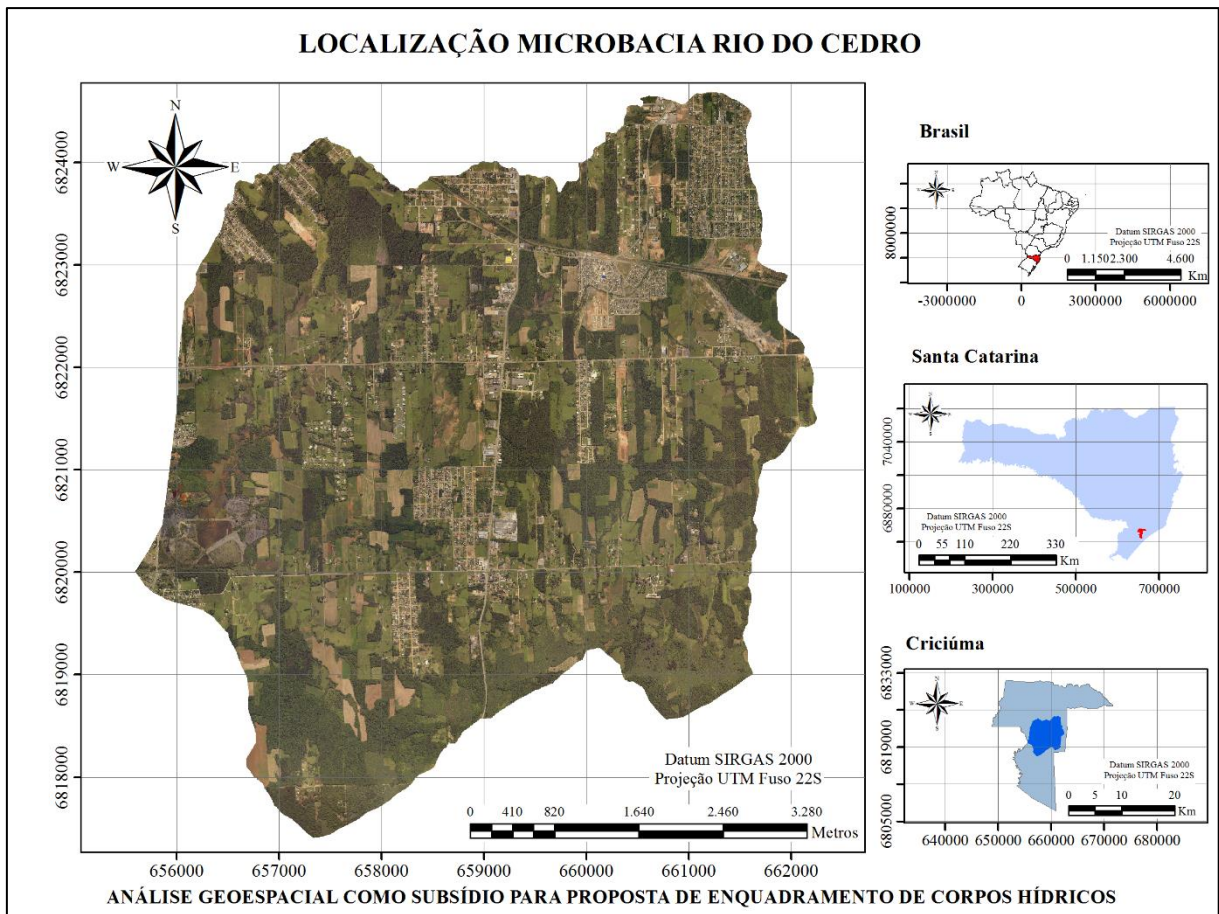 LOCALIZAÇÃO MICROBACIA RIO DO CEDRO
N
W
E
S
6824000
6823000
6822000
6821000
6820000
6819000
6818000
Datum SIRGAS 2000
Projeção UTM Fuso 22S
0 410 820 1.640 2.460 3.280
Metros
656000 657000 658000 659000 660000 661000 662000
Brasil
8000000
Datum SIRGAS 2000
Projeção UTM Fuso 22S
0 1.150 2.300 4.600
Km
-3000000 0 3000000 6000000
Santa Catarina
7040000
6880000
Datum SIRGAS 2000
Projeção UTM Fuso 22S
0 55 110 220 330
Km
100000 300000 500000 700000
Criciúma
6833000
6819000
6805000
Datum SIRGAS 2000
Projeção UTM Fuso 22S
0 5 10 20
Km
640000 650000 660000 670000 680000
ANÁLISE GEOESPACIAL COMO SUBSÍDIO PARA PROPOSTA DE ENQUADRAMENTO DE CORPOS HÍDRICOS